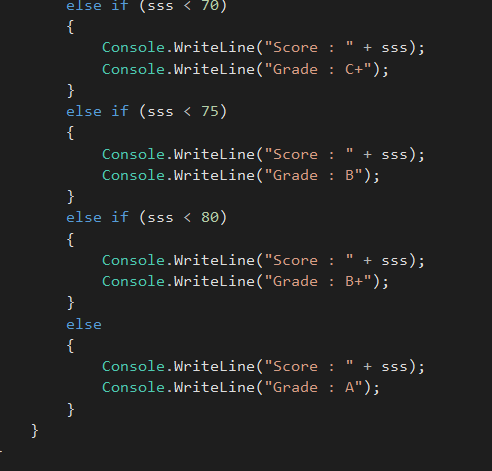 else if (sss < 70)
{
Console.WriteLine("Score : " + sss);
Console.WriteLine("Grade : C+");
}
else if (sss < 75)
{
Console.WriteLine("Score : " + sss);
Console.WriteLine("Grade : B");
}
else if (sss < 80)
{
Console.WriteLine("Score : " + sss);
Console.WriteLine("Grade : B+");
}
else
{
Console.WriteLine("Score : " + sss);
Console.WriteLine("Grade : A");
}
}